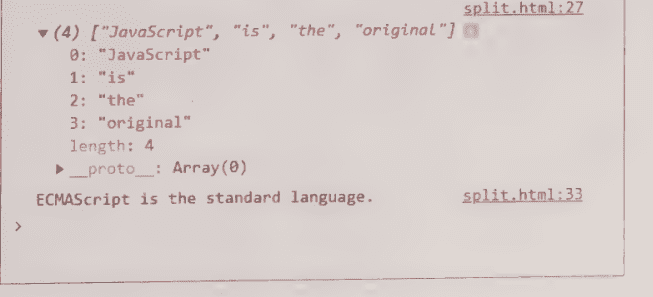 split.html:27
▼ (4) ["JavaScript", "is", "the", "original"]
0: "JavaScript"
1: "is"
2: "the"
3: "original"
length: 4
▶ __proto__: Array(0)
ECMAScript is the standard language. split.html:33
>